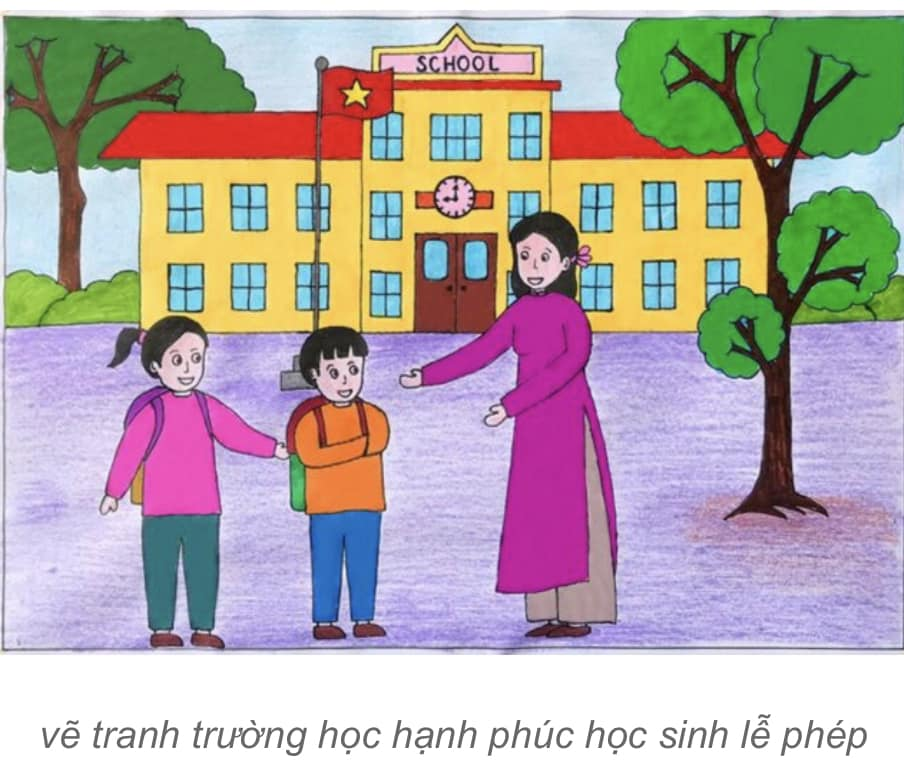 SCHOOL
vẽ tranh trường học hạnh phúc học sinh lễ phép